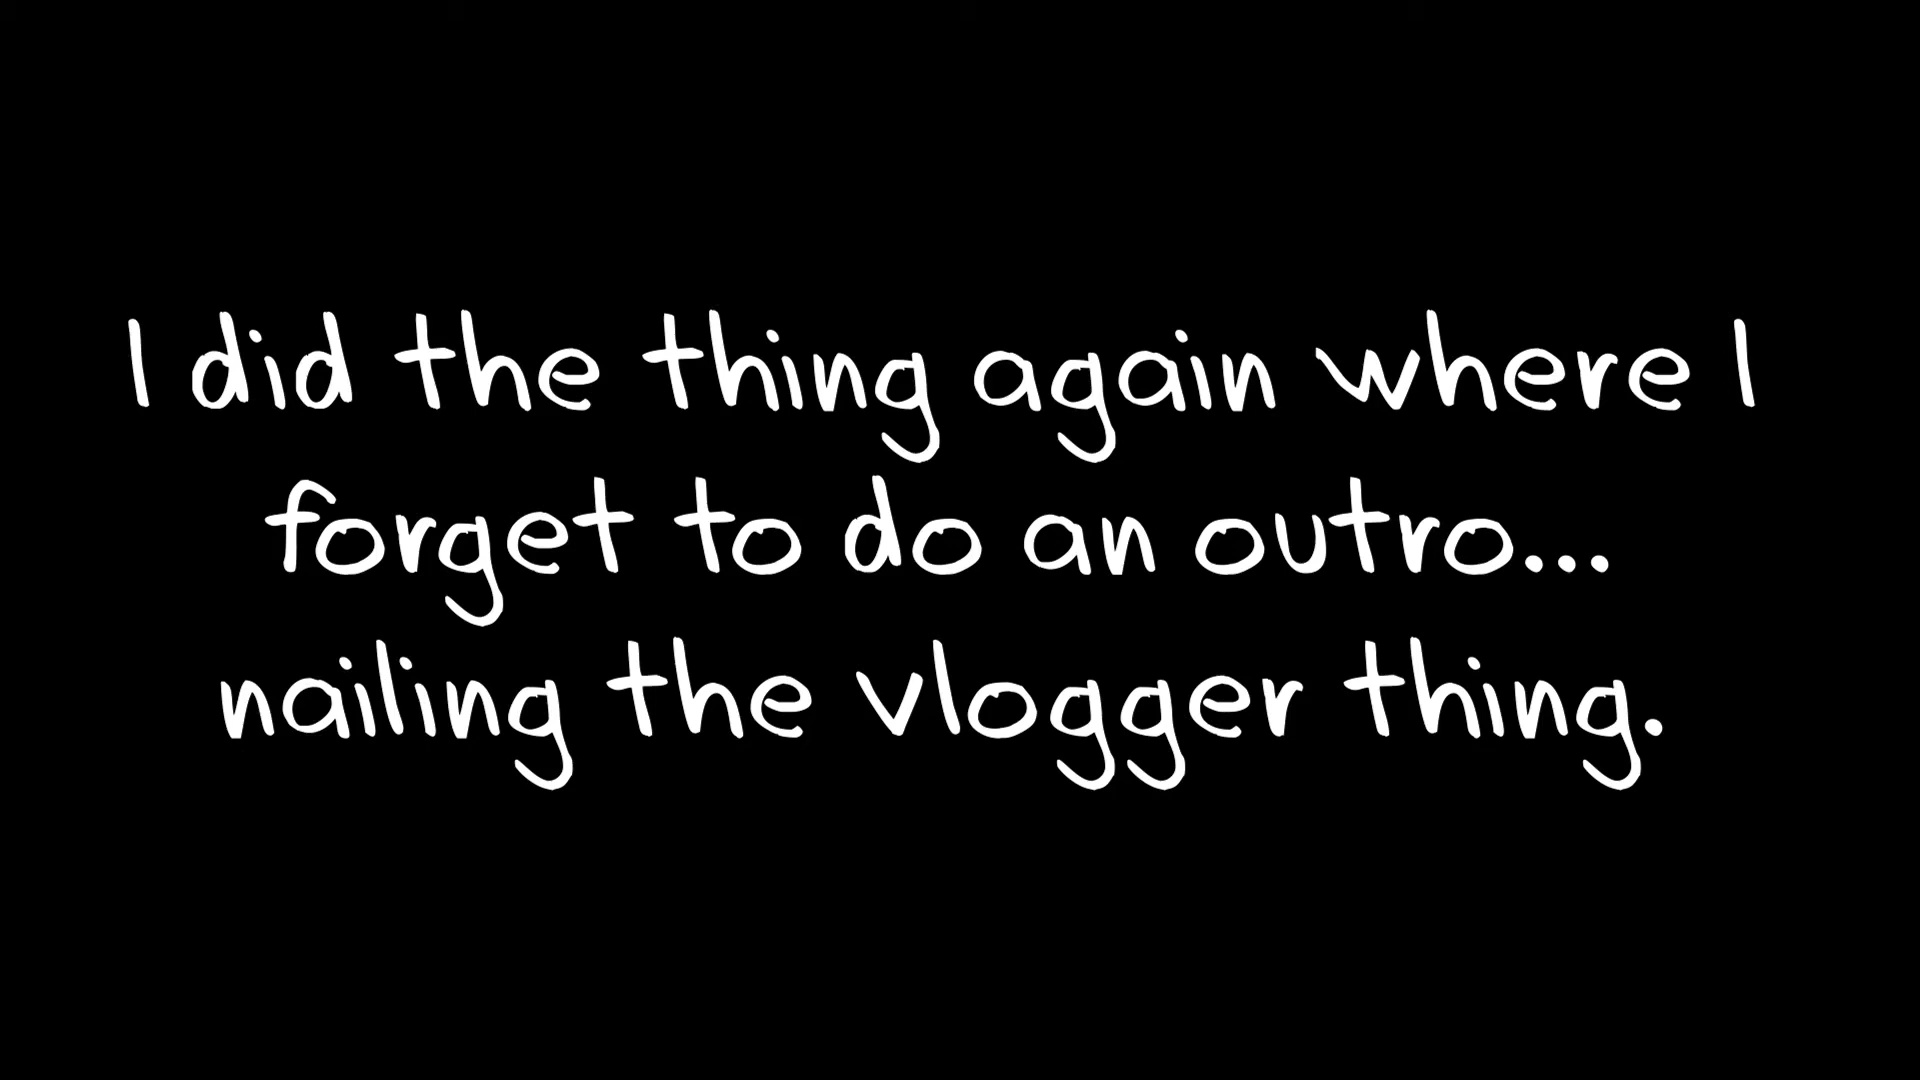 I did the thing again where I
forget to do an outro...
nailing the vlogger thing.